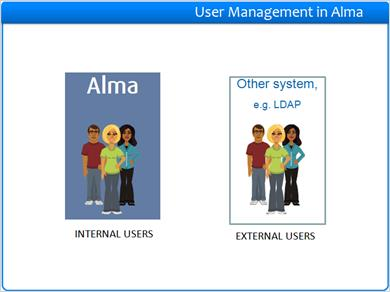 User Management in Alma
Alma
Other system,
e.g. LDAP
INTERNAL USERS
EXTERNAL USERS